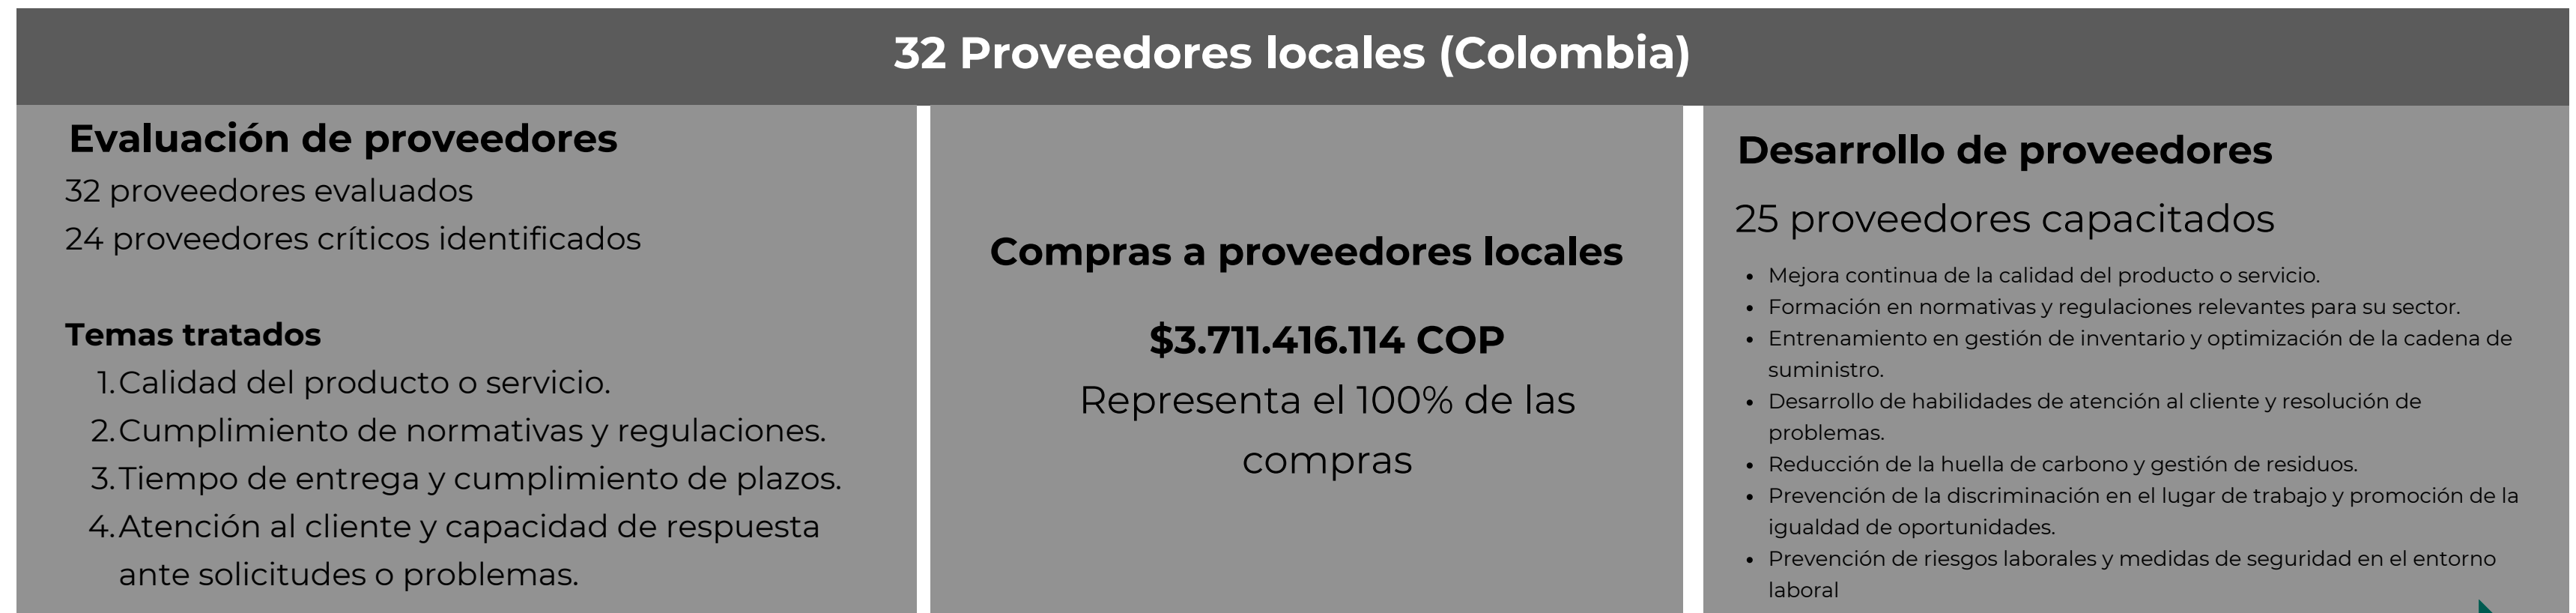 32 Proveedores locales (Colombia)
Evaluación de proveedores
32 proveedores evaluados
24 proveedores críticos identificados
Temas tratados
1.Calidad del producto o servicio.
2.Cumplimiento de normativas y regulaciones.
3.Tiempo de entrega y cumplimiento de plazos.
4.Atención al cliente y capacidad de respuesta
ante solicitudes o problemas.
Compras a proveedores locales
$3.711.416.114 COP
Representa el 100% de las
compras
Desarrollo de proveedores
25 proveedores capacitados
• Mejora continua de la calidad del producto o servicio.
• Formación en normativas y regulaciones relevantes para su sector.
• Entrenamiento en gestión de inventario y optimización de la cadena de
suministro.
• Desarrollo de habilidades de atención al cliente y resolución de
problemas.
• Reducción de la huella de carbono y gestión de residuos.
• Prevención de la discriminación en el lugar de trabajo y promoción de la
igualdad de oportunidades.
• Prevención de riesgos laborales y medidas de seguridad en el entorno
laboral